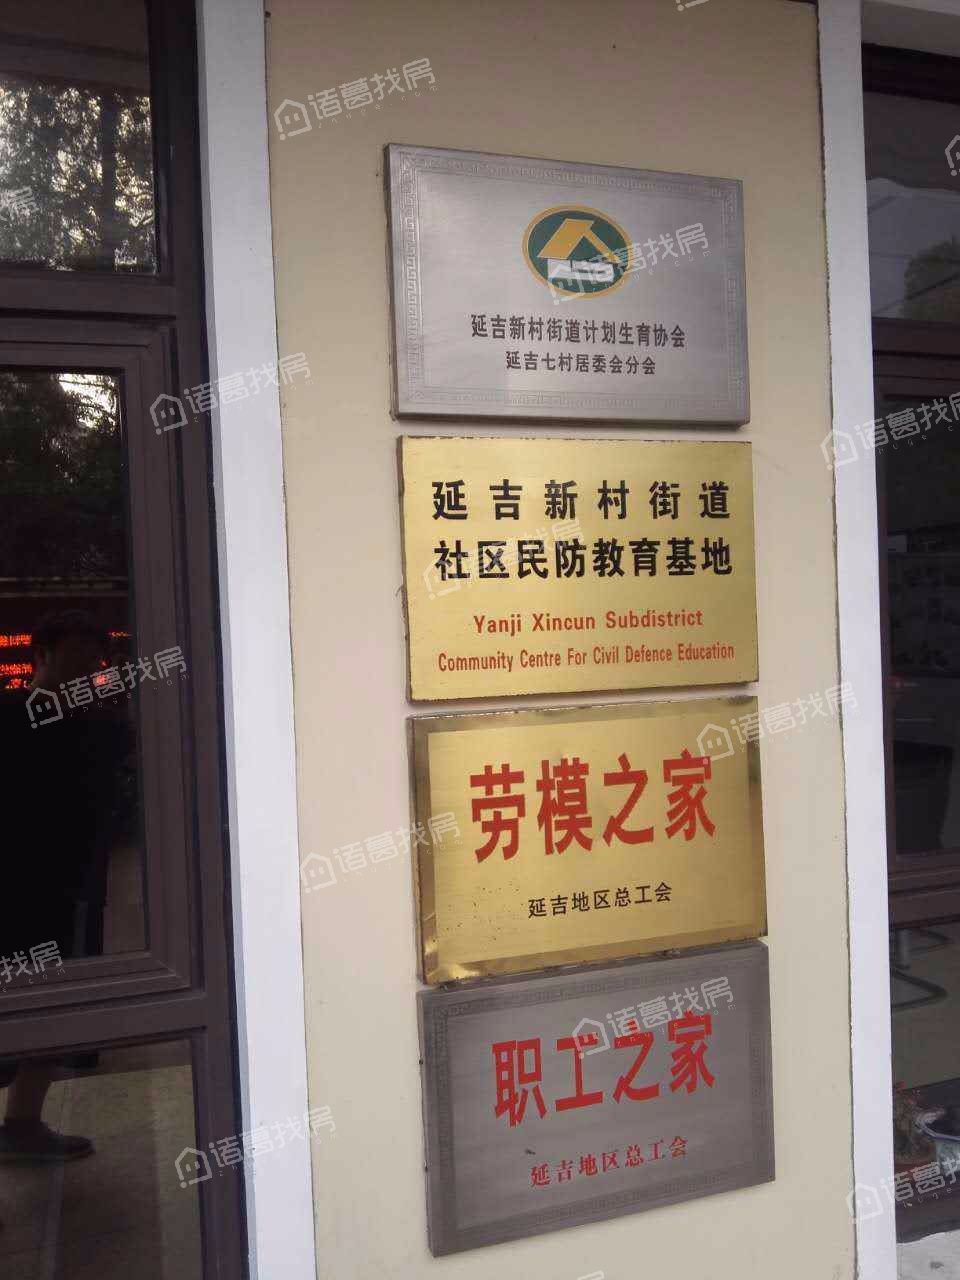 延吉新村街道计划生育协会
延吉七村居委会分会
延吉新村街道
社区民防教育基地
Yanji Xincun Subdistrict
Community Centre For Civil Defence Education
劳模之家
延吉地区总工会
职工之家
延吉地区总工会
诸葛找房